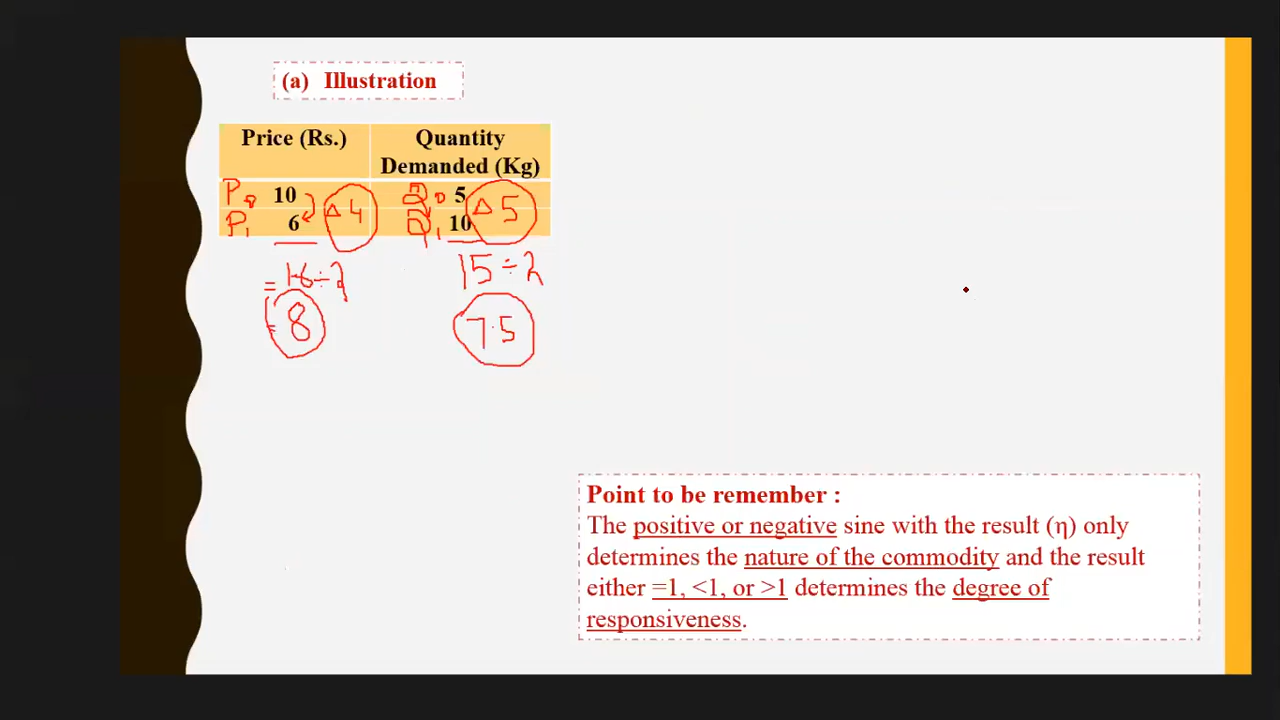 (a) Illustration
Price (Rs.) Quantity
Demanded (Kg)
P0 10 Δ 4 Q0 5 Δ 5
P1 6 Q1 10
= 16÷2 15÷2
= 8 7.5
Point to be remember :
The positive or negative sine with the result (η) only
determines the nature of the commodity and the result
either =1, <1, or >1 determines the degree of
responsiveness.